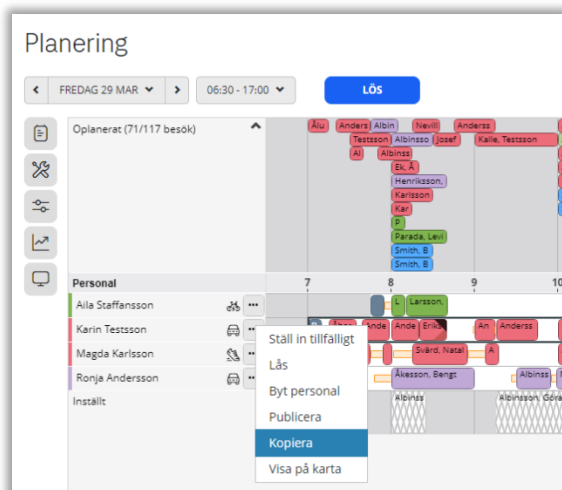 Planering
FREDAG 29 MAR
06:30 - 17:00
LÖS
Oplanerat (71/117 besök)
Ålu
Anders
Albin
Nevill
Anderss
Testsson
Albinsso
Josef
Kalle, Testsson
Al
Albinss
Ek, Å
Henriksson,
Karlsson
Kar
P
Parada, Levi
Smith, B
Smith, B
Personal
7
8
9
10
Aila Staffansson
L
Larsson,
Karin Testsson
Ande
Ande
Eriks
An
Anderss
Magda Karlsson
Svärd, Natal
A
Ronja Andersson
Åkesson, Bengt
Albinss
Inställt
Albinss
Albinsson, Göra
Ställ in tillfälligt
Lås
Byt personal
Publicera
Kopiera
Visa på karta